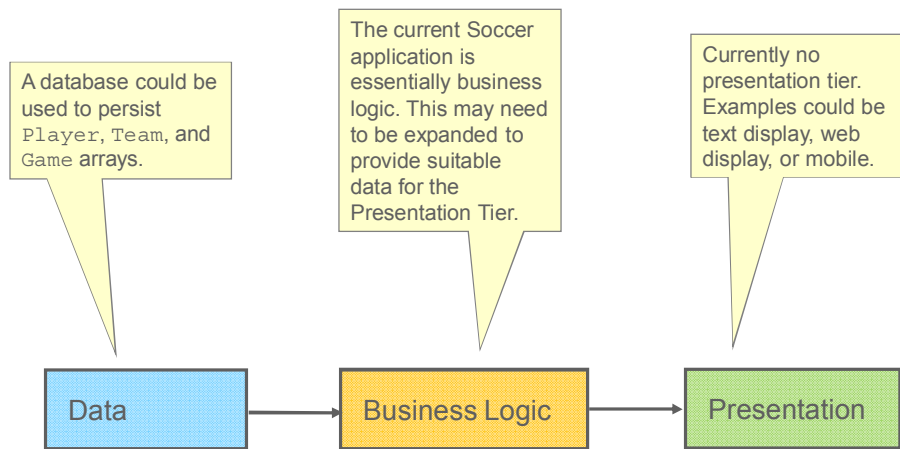 A database could be
used to persist
Player, Team, and
Game arrays.
The current Soccer
application is
essentially business
logic. This may need
to be expanded to
provide suitable
data for the
Presentation Tier.
Currently no
presentation tier.
Examples could be
text display, web
display, or mobile.
Data
Business Logic
Presentation